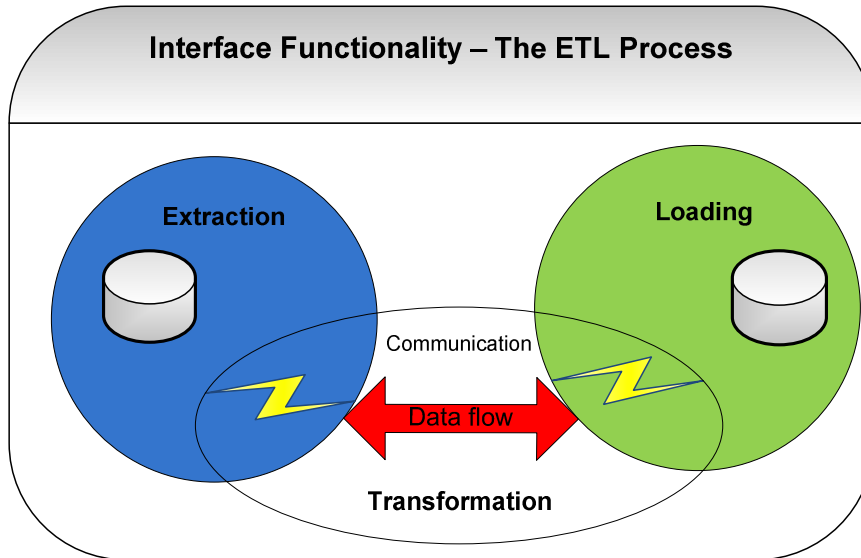 Interface Functionality – The ETL Process
Extraction
Loading
Communication
Data flow
Transformation